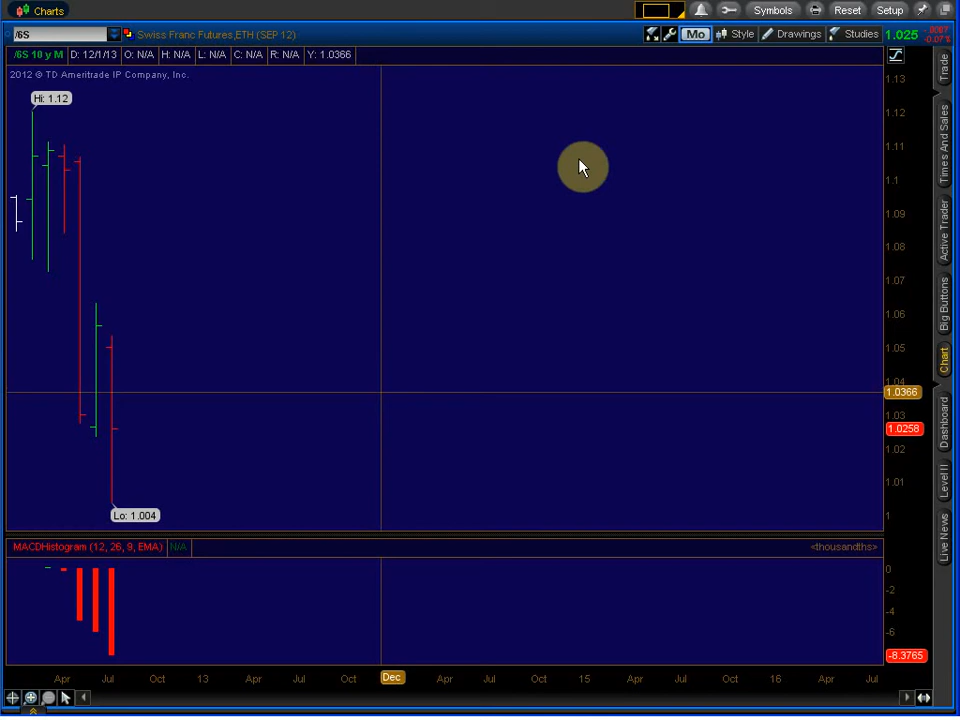 Charts
Symbols Reset Setup
/6S Swiss Franc Futures,ETH (SEP 12) Mo Style Drawings Studies 1.025 -.0007 -0.07%
/6S 10 y M D: 12/1/13 O: N/A H: N/A L: N/A C: N/A R: N/A Y: 1.0366
2012 © TD Ameritrade IP Company, Inc.
Hi: 1.12
Lo: 1.004
1.13
1.12
1.11
1.1
1.09
1.08
1.07
1.06
1.05
1.04
1.0366
1.03
1.0258
1.02
1.01
1
MACDHistogram (12, 26, 9, EMA) N/A <thousandths>
0
-2
-4
-6
-8.3765
Apr Jul Oct 13 Apr Jul Oct Dec Apr Jul Oct 15 Apr Jul Oct 16 Apr Jul
Trade
Times And Sales
Active Trader
Big Buttons
Chart
Dashboard
Level II
Live News